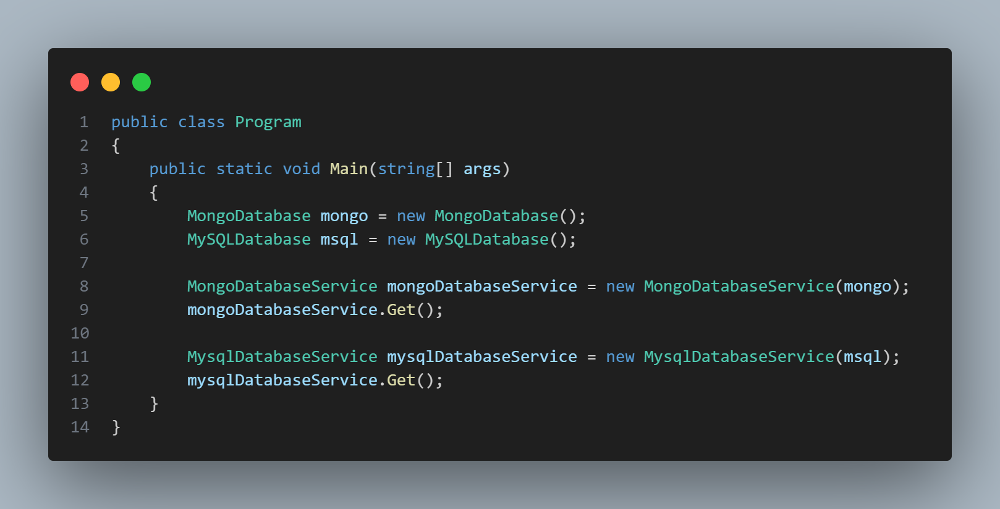 1 public class Program
2 {
3     public static void Main(string[] args)
4     {
5         MongoDatabase mongo = new MongoDatabase();
6         MySQLDatabase msql = new MySQLDatabase();
7
8         MongoDatabaseService mongoDatabaseService = new MongoDatabaseService(mongo);
9         mongoDatabaseService.Get();
10
11         MysqlDatabaseService mysqlDatabaseService = new MysqlDatabaseService(msql);
12         mysqlDatabaseService.Get();
13     }
14 }